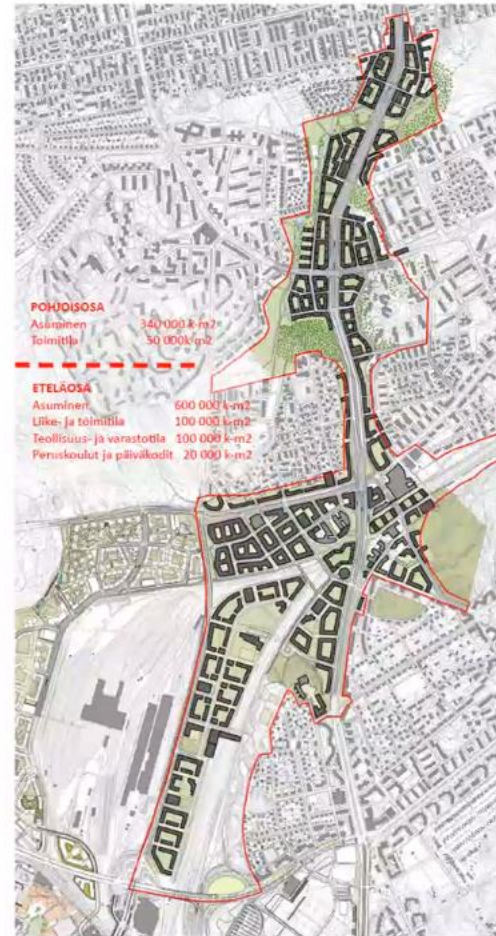 POHJOISOSA
Asuminen 340 000 k-m2
Toimitila 50 000k-m2
ETELÄOSA
Asuminen 600 000 k-m2
Liike- ja toimitila 100 000 k-m2
Teollisuus- ja varastotila 100 000 k-m2
Peruskoulut ja päiväkodit 20 000 k-m2